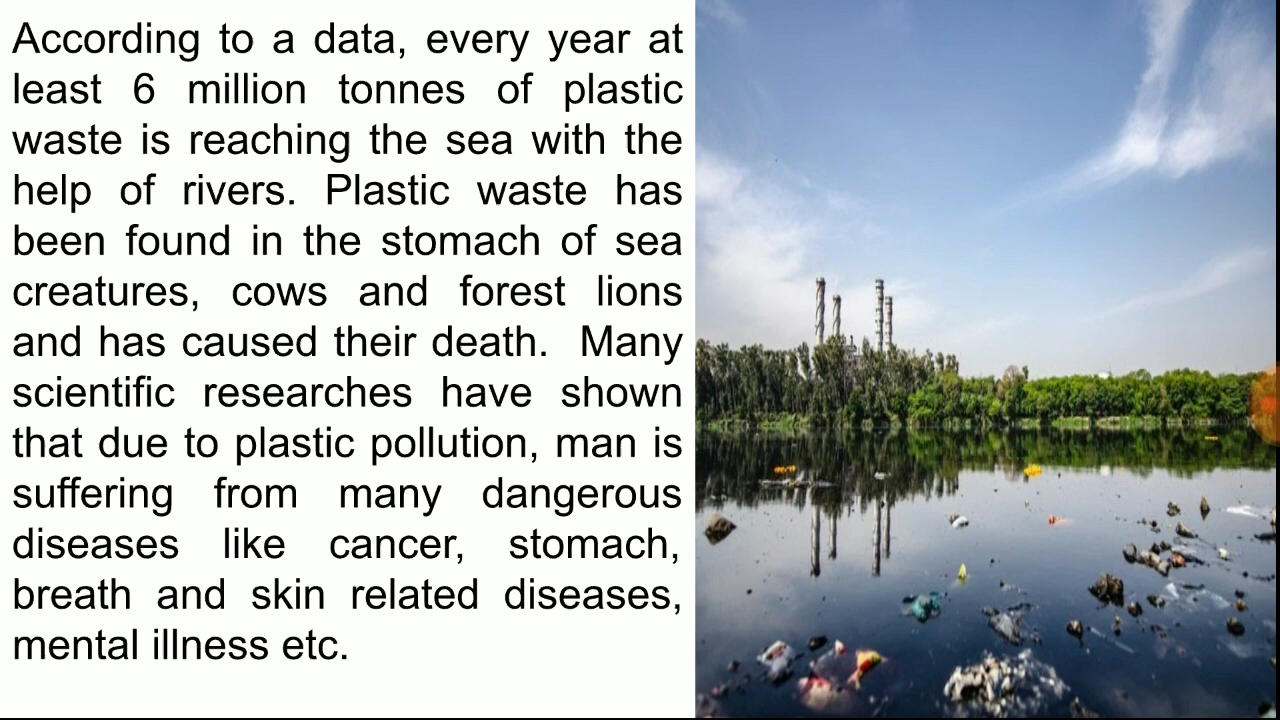 According to a data, every year at
least 6 million tonnes of plastic
waste is reaching the sea with the
help of rivers. Plastic waste has
been found in the stomach of sea
creatures, cows and forest lions
and has caused their death. Many
scientific researches have shown
that due to plastic pollution, man is
suffering from many dangerous
diseases like cancer, stomach,
breath and skin related diseases,
mental illness etc.